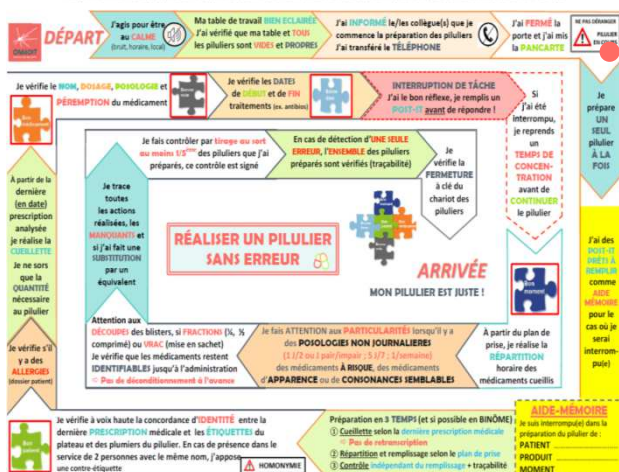 OMéDIT
DÉPART
J'agis pour être
au CALME
(bruit, horaire, local)
Ma table de travail BIEN ECLAIRÉE
J'ai vérifié que ma table et TOUS
les piluliers sont VIDES et PROPRES
J'ai INFORMÉ le/les collègue(s) que je
commence la préparation des piluliers
J'ai transféré le TÉLÉPHONE
J'ai FERMÉ la
porte et j'ai mis
la PANCARTE
NE PAS DÉRANGER
PILULIER
EN COURS
Je
prépare
UN
SEUL
pilulier
À LA
FOIS
J'ai des
POST-IT
PRÊTS À
REMPLIR
comme
AIDE
MÉMOIRE
pour le
cas où je
serai
interrom-
pu(e)
AIDE-MÉMOIRE
Je suis interrompu(e) dans la
préparation du pilulier de :
PATIENT
PRODUIT
MOMENT
Préparation en 3 TEMPS (et si possible en BINÔME)
① Cueillette selon la dernière prescription médicale
Pas de retranscription
② Répartition et remplissage selon le plan de prise
③ Contrôle indépendant du remplissage + traçabilité
Je vérifie à voix haute la concordance d'IDENTITÉ entre la
dernière PRESCRIPTION médicale et les ÉTIQUETTES du
plateau et des plumiers du pilulier. En cas de présence dans le
service de 2 personnes avec le même nom, j'appose
une contre-étiquette
HOMONYMIE
Bon
patient
Je vérifie s'il
y a des
ALLERGIES
(dossier patient)
À partir de la
dernière
(en date)
prescription
analysée
je réalise la
CUEILLETTE
Je ne sors
que la
QUANTITÉ
nécessaire
au pilulier
Bon
médicament
Je vérifie le NOM, DOSAGE, POSOLOGIE et
PÉREMPTION du médicament
Je vérifie les DATES
de DÉBUT et de FIN
traitements (ex. antibios)
INTERRUPTION DE TÂCHE
J'ai le bon réflexe, je remplis un
POST-IT avant de répondre !
Si
j'ai été
interrompu,
je reprends
un
TEMPS DE
CONCEN-
TRATION
avant de
CONTINUER
le pilulier
Bon
moment
À partir du plan de
prise, je réalise la
RÉPARTITION
horaire des
médicaments cueillis
Je fais ATTENTION aux PARTICULARITÉS lorsqu'il y a
des POSOLOGIES NON JOURNALIERES
(1 J/2 ou J pair/impair ; 5 J/7 ; 1/semaine)
des médicaments À RISQUE, des médicaments
d'APPARENCE ou de CONSONANCES SEMBLABLES
Attention aux
DÉCOUPES des blisters, si FRACTIONS (¼, ½
comprimé) ou VRAC (mise en sachet)
Je vérifie que les médicaments restent
IDENTIFIABLES jusqu'à l'administration
Pas de déconditionnement à l'avance
Je trace
toutes
les actions
réalisées, les
MANQUANTS et
si j'ai fait une
SUBSTITUTION
par un
équivalent
Je fais contrôler par tirage au sort
au moins 1/5ème des piluliers que j'ai
préparés, ce contrôle est signé
En cas de détection d'UNE SEULE
ERREUR, l'ENSEMBLE des piluliers
préparés sont vérifiés (traçabilité)
Je
vérifie la
FERMETURE
à clé du
chariot des
piluliers
RÉALISER UN PILULIER
SANS ERREUR
ARRIVÉE
MON PILULIER EST JUSTE !